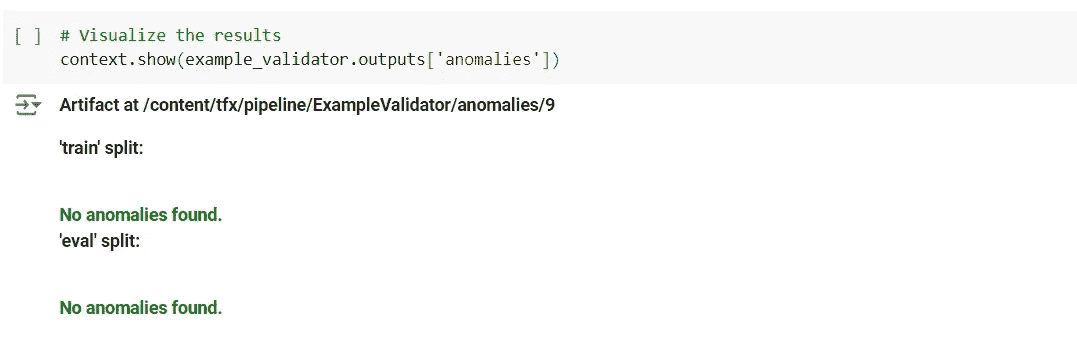 [ ] # Visualize the results
context.show(example_validator.outputs['anomalies'])
Artifact at /content/tfx/pipeline/ExampleValidator/anomalies/9
'train' split:
No anomalies found.
'eval' split:
No anomalies found.